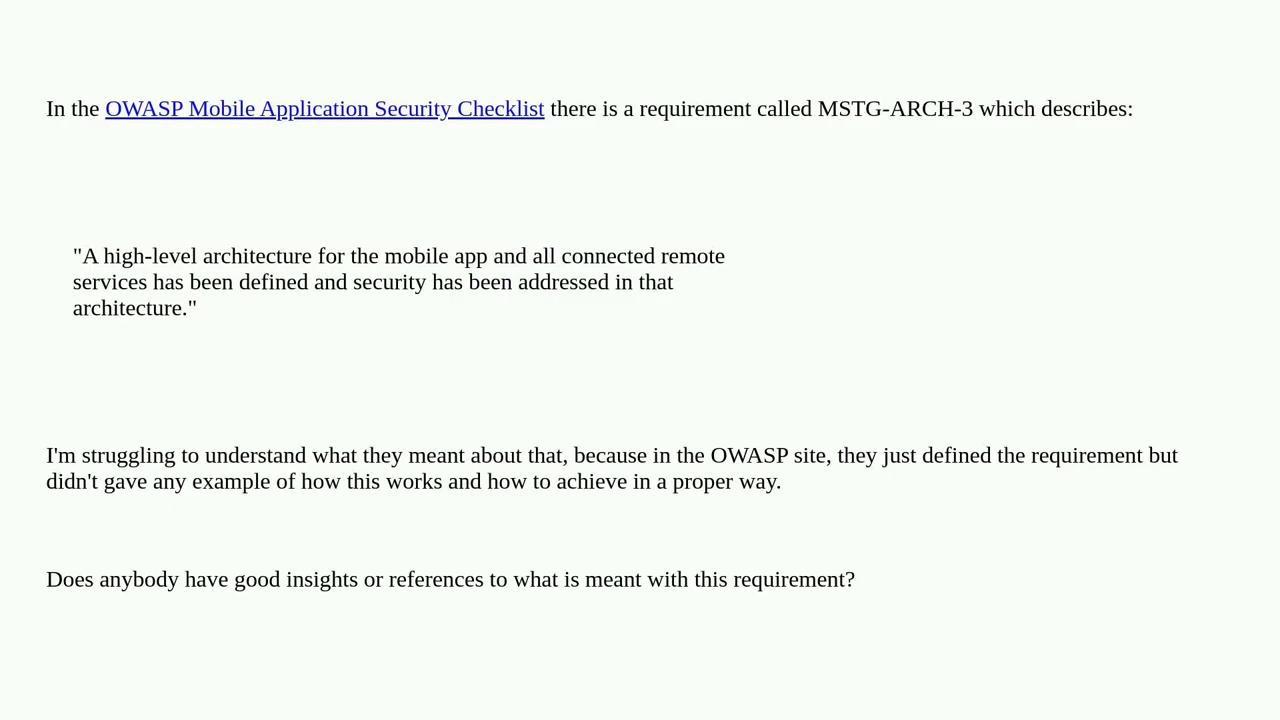 In the OWASP Mobile Application Security Checklist there is a requirement called MSTG-ARCH-3 which describes:
"A high-level architecture for the mobile app and all connected remote
services has been defined and security has been addressed in that
architecture."
I'm struggling to understand what they meant about that, because in the OWASP site, they just defined the requirement but
didn't gave any example of how this works and how to achieve in a proper way.
Does anybody have good insights or references to what is meant with this requirement?